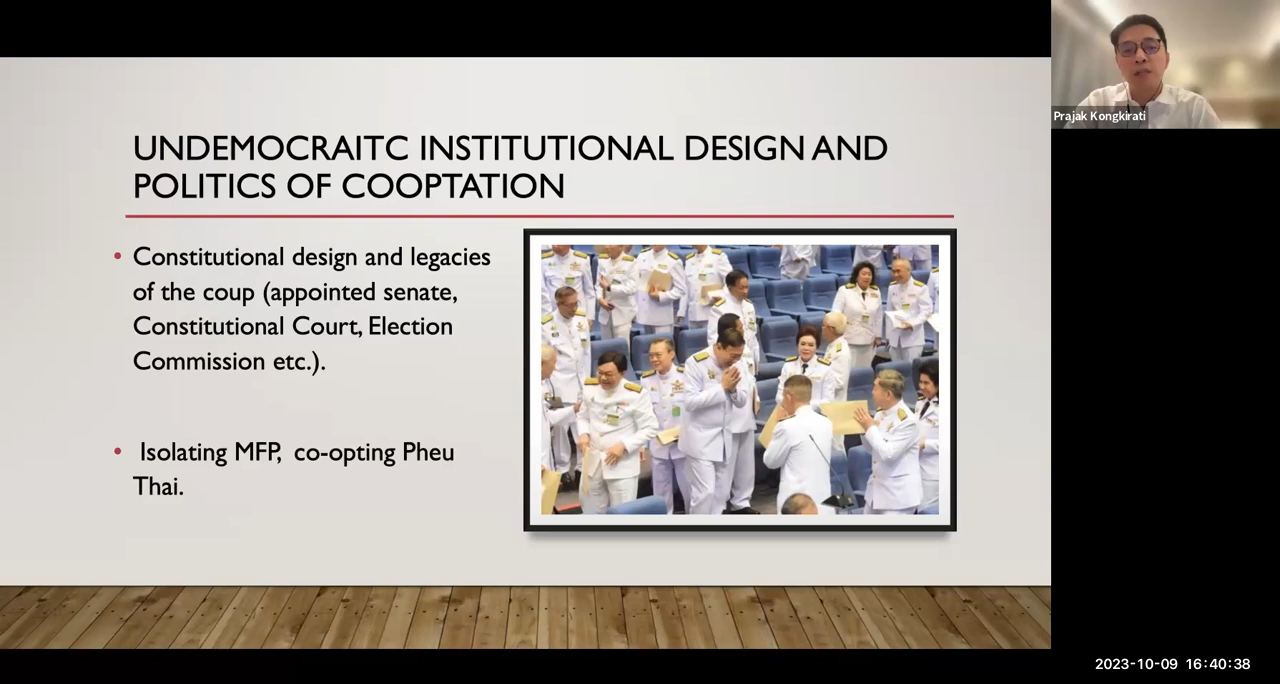 UNDEMOCRAITC INSTITUTIONAL DESIGN AND
POLITICS OF COOPTATION
• Constitutional design and legacies
of the coup (appointed senate,
Constitutional Court, Election
Commission etc.).
• Isolating MFP, co-opting Pheu
Thai.
Prajak Kongkirati
2023-10-09 16:40:38